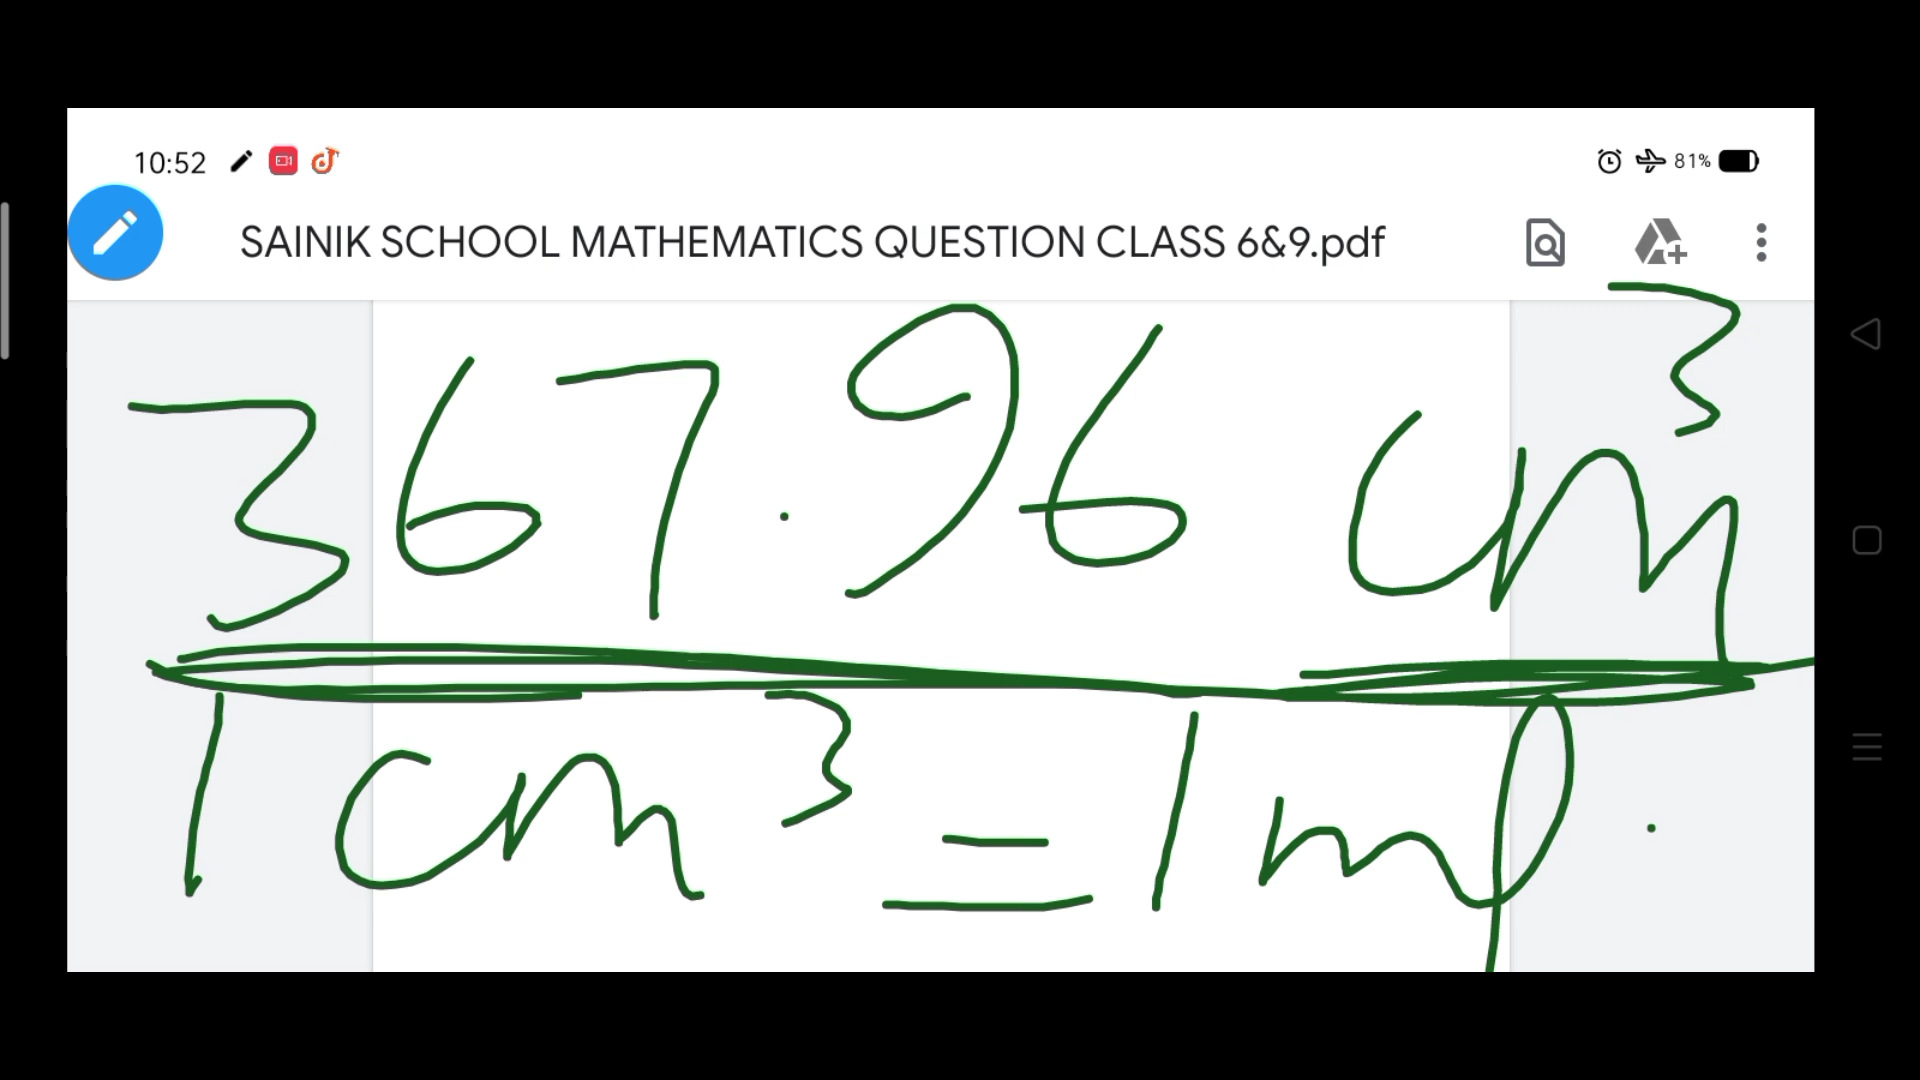 10:52 81%
SAINIK SCHOOL MATHEMATICS QUESTION CLASS 6&9.pdf
367.96 cm³
1 cm³ = 1 ml.